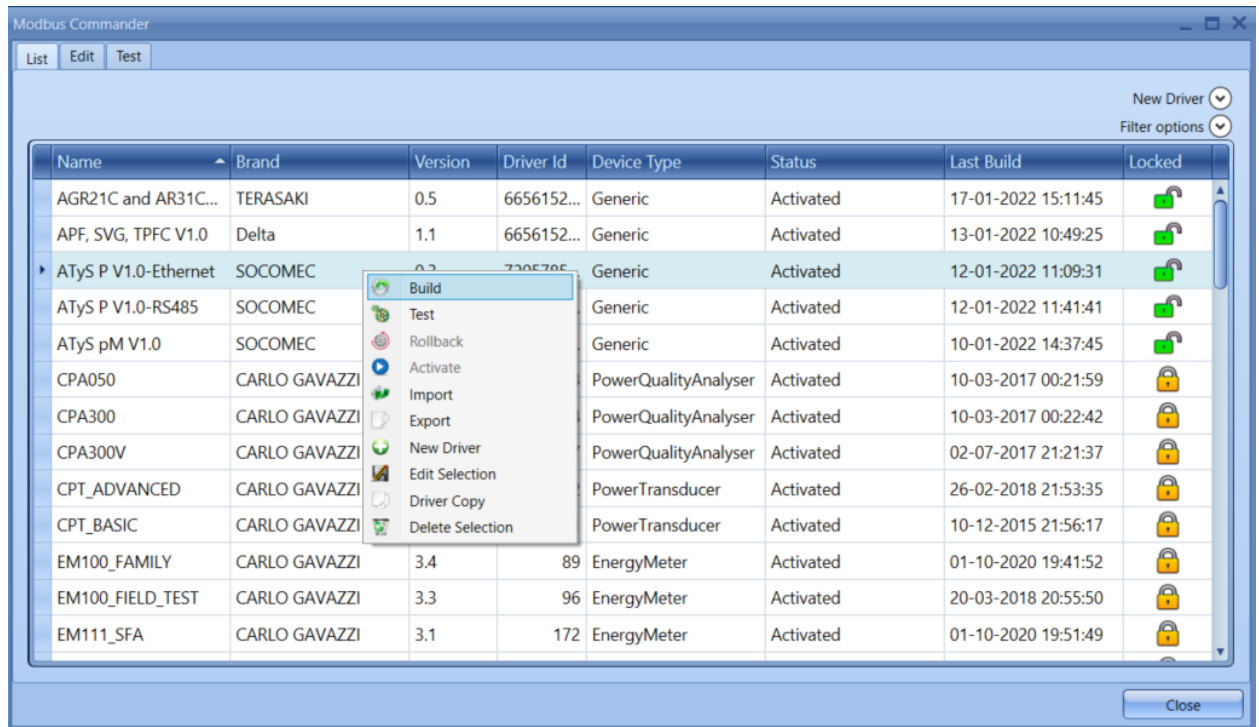 Modbus Commander
List Edit Test
New Driver
Filter options
Name Brand Version Driver Id Device Type Status Last Build Locked
AGR21C and AR31C... TERASAKI 0.5 6656152... Generic Activated 17-01-2022 15:11:45
APF, SVG, TPFC V1.0 Delta 1.1 6656152... Generic Activated 13-01-2022 10:49:25
ATyS P V1.0-Ethernet SOCOMEC Generic Activated 12-01-2022 11:09:31
Build
ATyS P V1.0-RS485 SOCOMEC Generic Activated 12-01-2022 11:41:41
Test
ATyS pM V1.0 SOCOMEC Generic Activated 10-01-2022 14:37:45
Rollback
Activate
CPA050 CARLO GAVAZZI PowerQualityAnalyser Activated 10-03-2017 00:21:59
Import
CPA300 CARLO GAVAZZI PowerQualityAnalyser Activated 10-03-2017 00:22:42
Export
CPA300V CARLO GAVAZZI PowerQualityAnalyser Activated 02-07-2017 21:21:37
New Driver
Edit Selection
CPT_ADVANCED CARLO GAVAZZI PowerTransducer Activated 26-02-2018 21:53:35
Driver Copy
CPT_BASIC CARLO GAVAZZI PowerTransducer Activated 10-12-2015 21:56:17
Delete Selection
EM100_FAMILY CARLO GAVAZZI 3.4 89 EnergyMeter Activated 01-10-2020 19:41:52
EM100_FIELD_TEST CARLO GAVAZZI 3.3 96 EnergyMeter Activated 20-03-2018 20:55:50
EM111_SFA CARLO GAVAZZI 3.1 172 EnergyMeter Activated 01-10-2020 19:51:49
Close